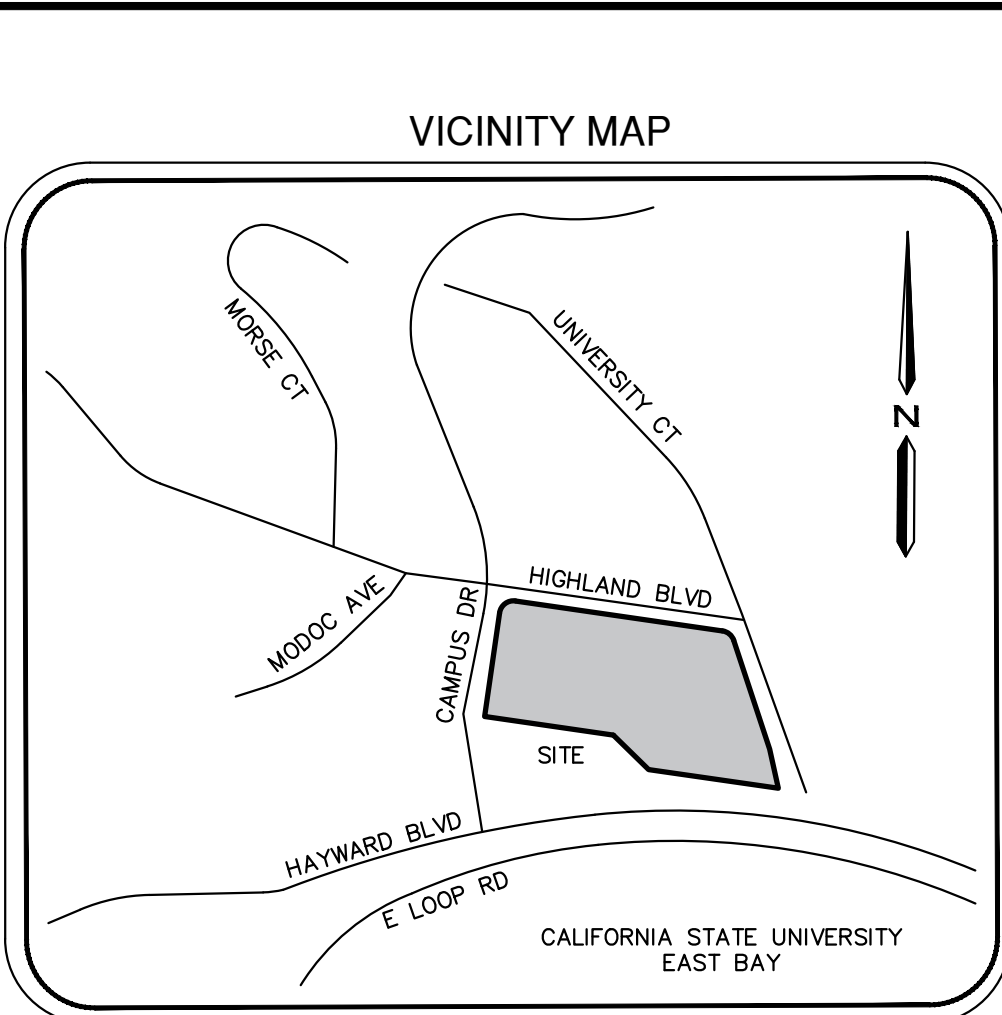 VICINITY MAP
MORSE CT
UNIVERSITY CT
N
HIGHLAND BLVD
MODOC AVE
CAMPUS DR
SITE
HAYWARD BLVD
E LOOP RD
CALIFORNIA STATE UNIVERSITY
EAST BAY